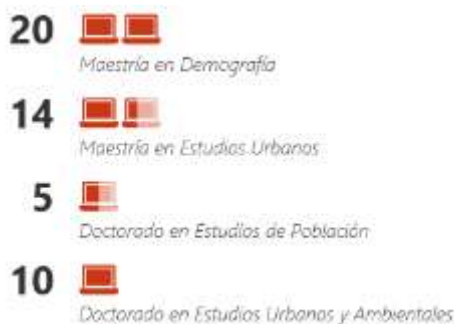 20
Maestría en Demografía
14
Maestría en Estudios Urbanos
5
Doctorado en Estudios de Población
10
Doctorado en Estudios Urbanos y Ambientales